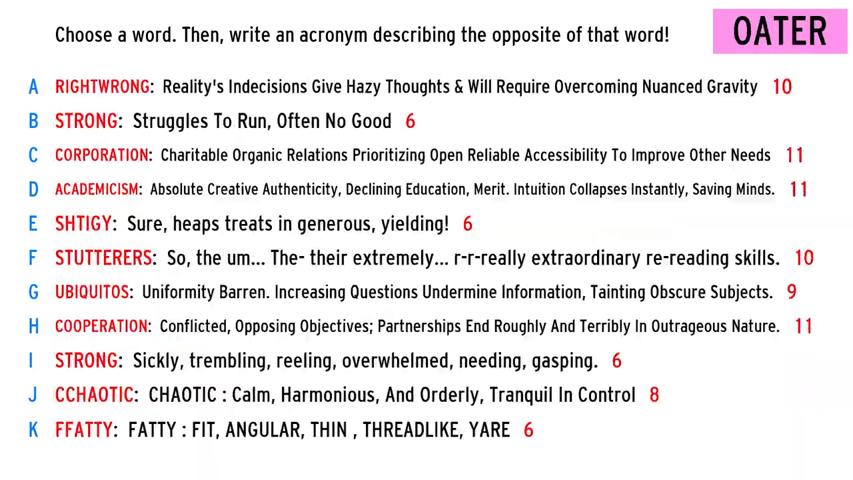 Choose a word. Then, write an acronym describing the opposite of that word!
OATER
A RIGHTWRONG: Reality's Indecisions Give Hazy Thoughts & Will Require Overcoming Nuanced Gravity 10
B STRONG: Struggles To Run, Often No Good 6
C CORPORATION: Charitable Organic Relations Prioritizing Open Reliable Accessibility To Improve Other Needs 11
D ACADEMICISM: Absolute Creative Authenticity, Declining Education, Merit. Intuition Collapses Instantly, Saving Minds. 11
E SHTIGY: Sure, heaps treats in generous, yielding! 6
F STUTTERERS: So, the um... The- their extremely... r-r-really extraordinary re-reading skills. 10
G UBIQUITOS: Uniformity Barren. Increasing Questions Undermine Information, Tainting Obscure Subjects. 9
H COOPERATION: Conflicted, Opposing Objectives; Partnerships End Roughly And Terribly In Outrageous Nature. 11
I STRONG: Sickly, trembling, reeling, overwhelmed, needing, gasping. 6
J CCHAOTIC: CHAOTIC : Calm, Harmonious, And Orderly, Tranquil In Control 8
K FFATTY: FATTY : FIT, ANGULAR, THIN , THREADLIKE, YARE 6